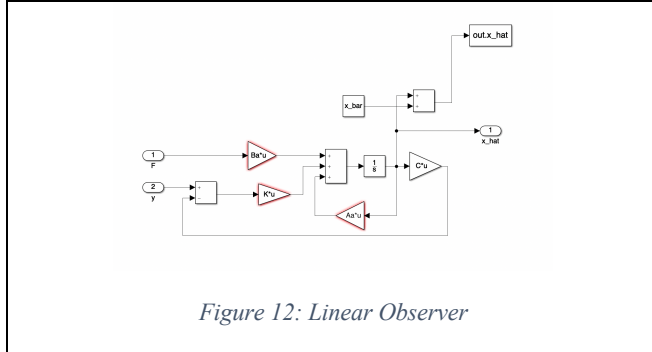 out.x_hat
x_bar
+
+
1
x_hat
1
F
Ba*u
+
+
+
1
s
C*u
2
y
+
−
K*u
Aa*u
Figure 12: Linear Observer